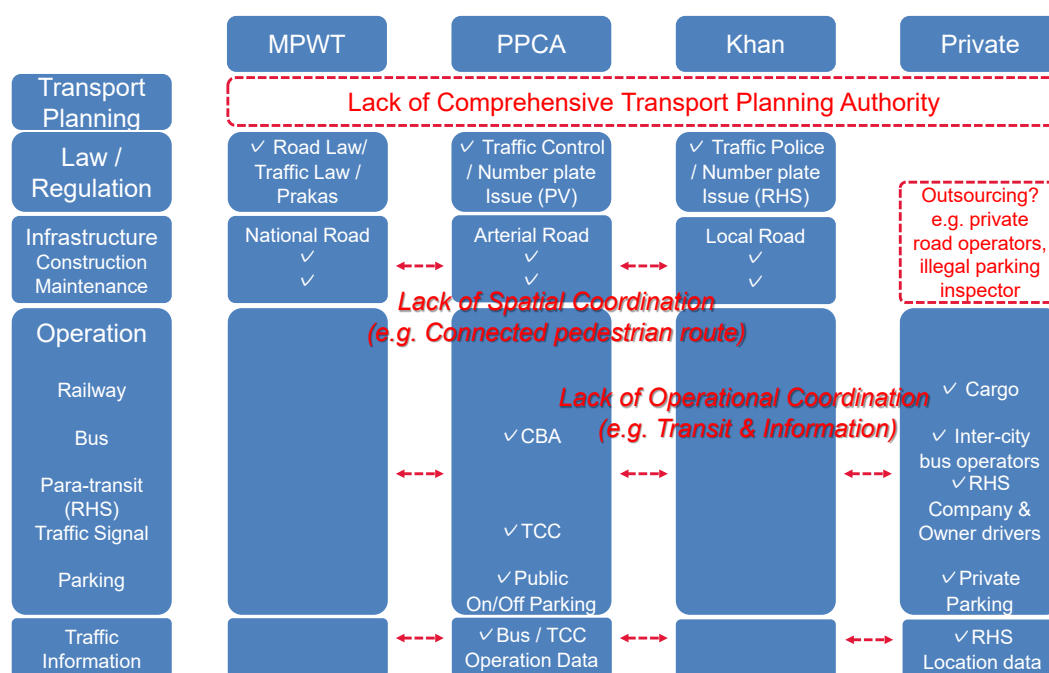 MPWT
PPCA
Khan
Private
Transport
Planning
Lack of Comprehensive Transport Planning Authority
Law /
Regulation
✓ Road Law/
Traffic Law /
Prakas
✓ Traffic Control
/ Number plate
Issue (PV)
✓ Traffic Police
/ Number plate
Issue (RHS)
Outsourcing?
e.g. private
road operators,
illegal parking
inspector
Infrastructure
Construction
Maintenance
National Road
✓
✓
Arterial Road
✓
✓
Local Road
✓
✓
Lack of Spatial Coordination
(e.g. Connected pedestrian route)
Operation
Lack of Operational Coordination
(e.g. Transit & Information)
Railway
✓ Cargo
Bus
✓ CBA
✓ Inter-city
bus operators
Para-transit
(RHS)
✓ RHS
Company &
Owner drivers
Traffic Signal
✓ TCC
Parking
✓ Public
On/Off Parking
✓ Private
Parking
Traffic
Information
✓ Bus / TCC
Operation Data
✓ RHS
Location data